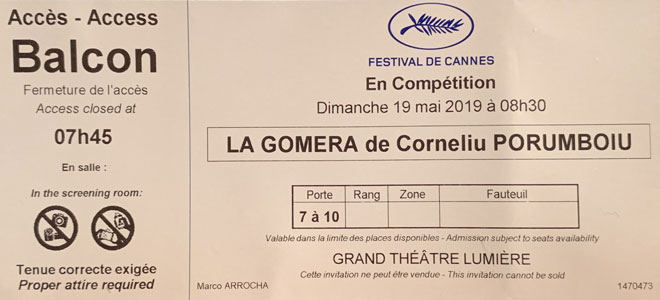 Accès - Access
Balcon
Fermeture de l'accès
Access closed at
07h45
En salle :
In the screening room:
Tenue correcte exigée
Proper attire required
FESTIVAL DE CANNES
En Compétition
Dimanche 19 mai 2019 à 08h30
LA GOMERA de Corneliu PORUMBOIU
Porte Rang Zone Fauteuil
7 à 10
Valable dans la limite des places disponibles - Admission subject to seats availability
GRAND THÉÂTRE LUMIÈRE
Cette invitation ne peut être vendue - This invitation cannot be sold
Marco ARROCHA 1470473